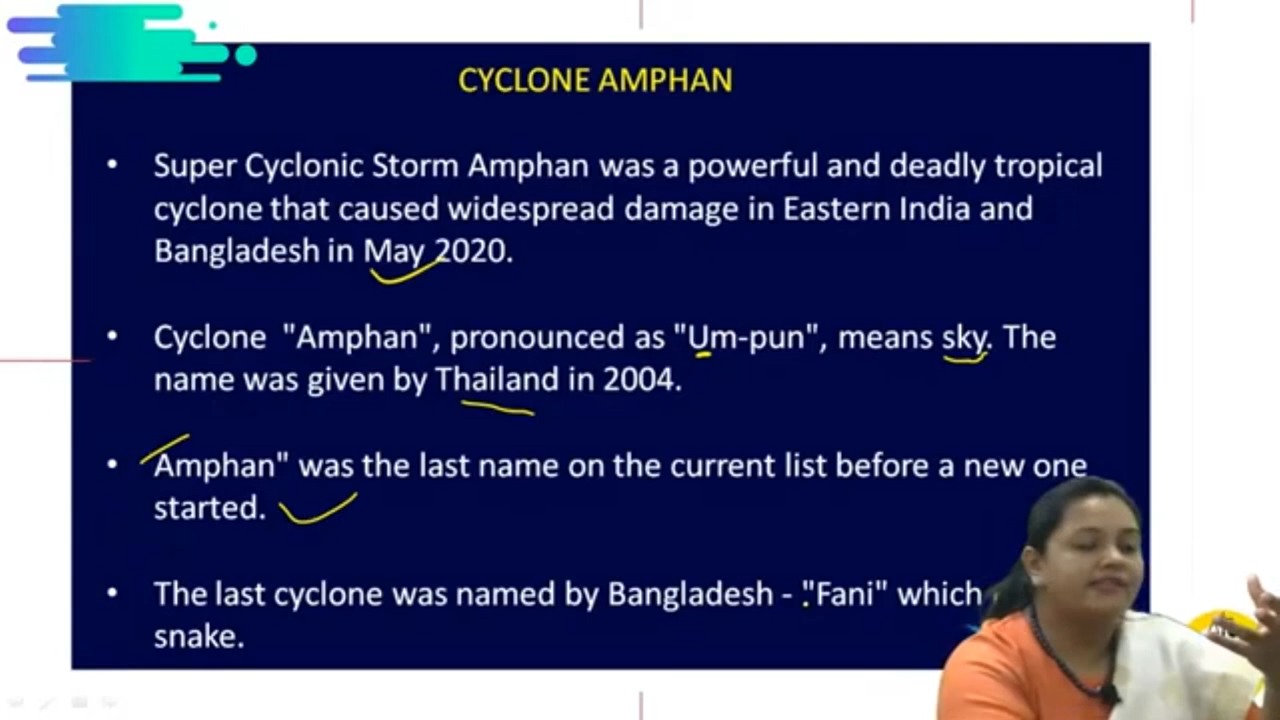 CYCLONE AMPHAN
• Super Cyclonic Storm Amphan was a powerful and deadly tropical
cyclone that caused widespread damage in Eastern India and
Bangladesh in May 2020.
• Cyclone "Amphan", pronounced as "Um-pun", means sky. The
name was given by Thailand in 2004.
• Amphan" was the last name on the current list before a new one
started.
• The last cyclone was named by Bangladesh - "Fani" which
snake.